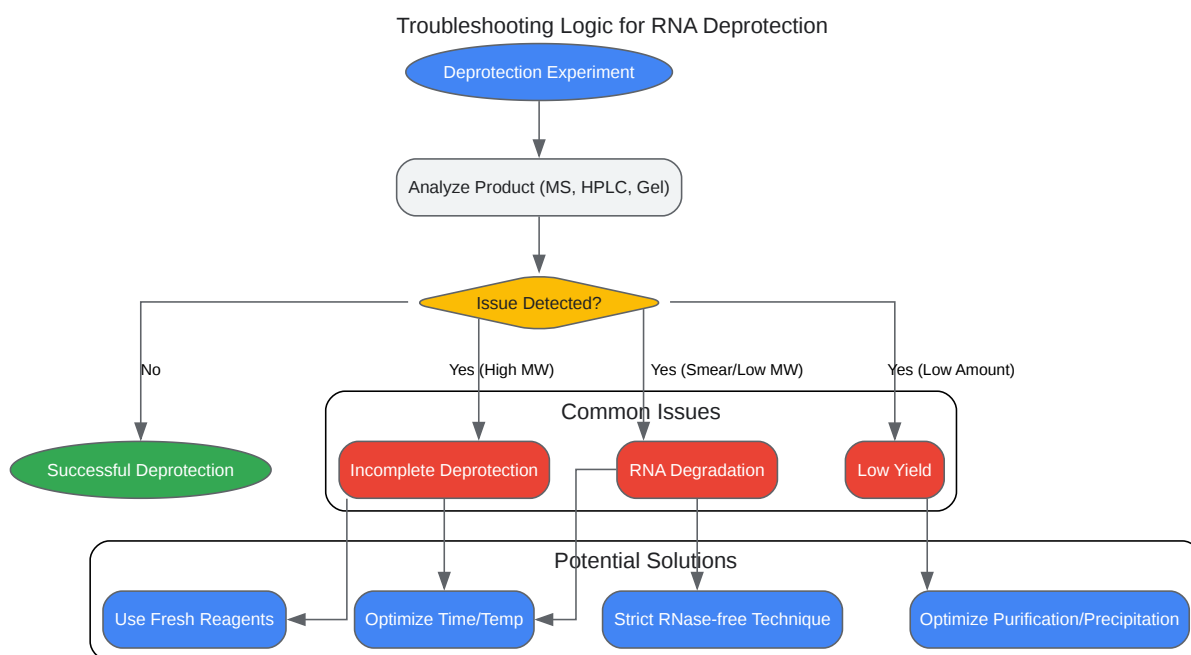 Troubleshooting Logic for RNA Deprotection
Deprotection Experiment
Analyze Product (MS, HPLC, Gel)
Issue Detected?
No
Yes (High MW)
Yes (Smear/Low MW)
Yes (Low Amount)
Common Issues
Successful Deprotection
Incomplete Deprotection
RNA Degradation
Low Yield
Potential Solutions
Use Fresh Reagents
Optimize Time/Temp
Strict RNase-free Technique
Optimize Purification/Precipitation